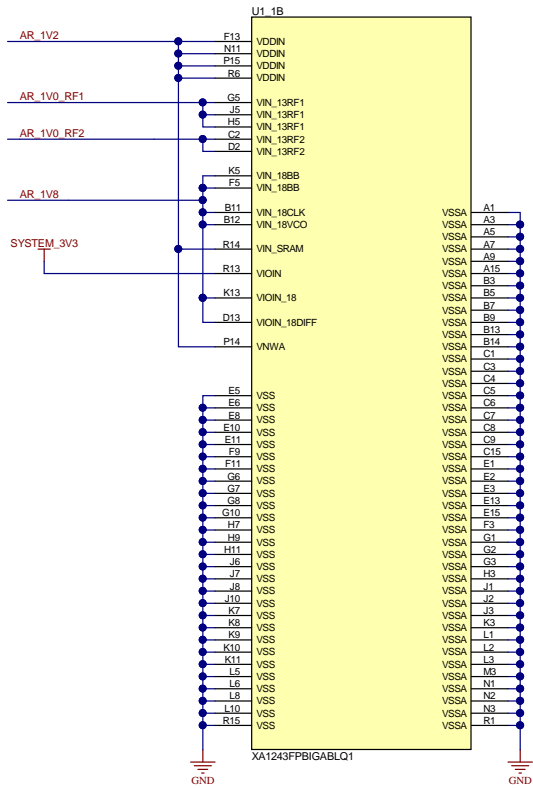 U1_1B
AR_1V2
F13 VDDIN
N11 VDDIN
P15 VDDIN
R6 VDDIN
AR_1V0_RF1
G5 VIN_13RF1
J5 VIN_13RF1
H5 VIN_13RF1
AR_1V0_RF2
C2 VIN_13RF2
D2 VIN_13RF2
K5 VIN_18BB
F5 VIN_18BB
AR_1V8
B11 VIN_18CLK VSSA A1
B12 VIN_18VCO VSSA A3
VSSA A5
SYSTEM_3V3
R14 VIN_SRAM VSSA A7
VSSA A9
R13 VIOIN VSSA A15
VSSA B3
K13 VIOIN_18 VSSA B5
VSSA B7
D13 VIOIN_18DIFF VSSA B9
VSSA B13
P14 VNWA VSSA B14
VSSA C1
VSSA C3
VSSA C4
E5 VSS VSSA C5
E6 VSS VSSA C6
E8 VSS VSSA C7
E10 VSS VSSA C8
E11 VSS VSSA C9
F9 VSS VSSA C15
F11 VSS VSSA E1
G6 VSS VSSA E2
G7 VSS VSSA E3
G8 VSS VSSA E13
G10 VSS VSSA E15
H7 VSS VSSA F3
H9 VSS VSSA G1
H11 VSS VSSA G2
J6 VSS VSSA G3
J7 VSS VSSA H3
J8 VSS VSSA J1
J10 VSS VSSA J2
K7 VSS VSSA J3
K8 VSS VSSA K3
K9 VSS VSSA L1
K10 VSS VSSA L2
K11 VSS VSSA L3
L5 VSS VSSA M3
L6 VSS VSSA N1
L8 VSS VSSA N2
L10 VSS VSSA N3
R15 VSS VSSA R1
XA1243FPBIGABLQ1
GND GND